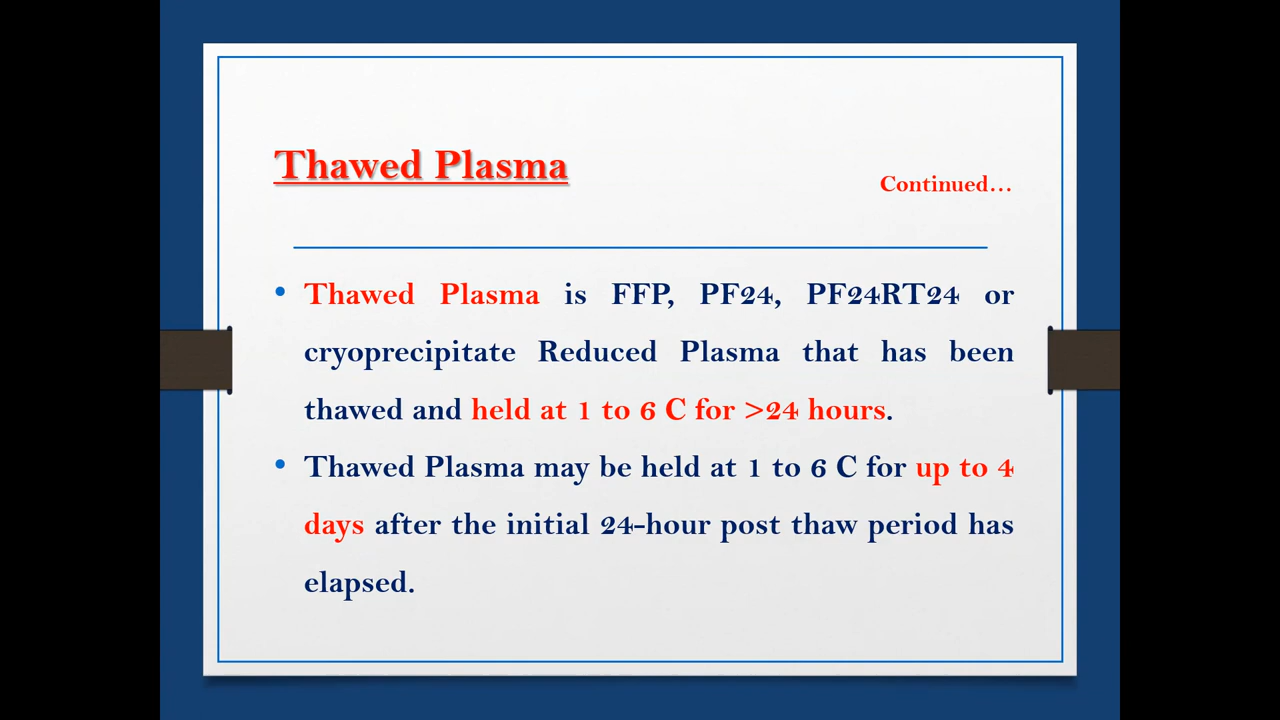 Thawed Plasma
Continued...
• Thawed Plasma is FFP, PF24, PF24RT24 or
cryoprecipitate Reduced Plasma that has been
thawed and held at 1 to 6 C for >24 hours.
• Thawed Plasma may be held at 1 to 6 C for up to 4
days after the initial 24-hour post thaw period has
elapsed.